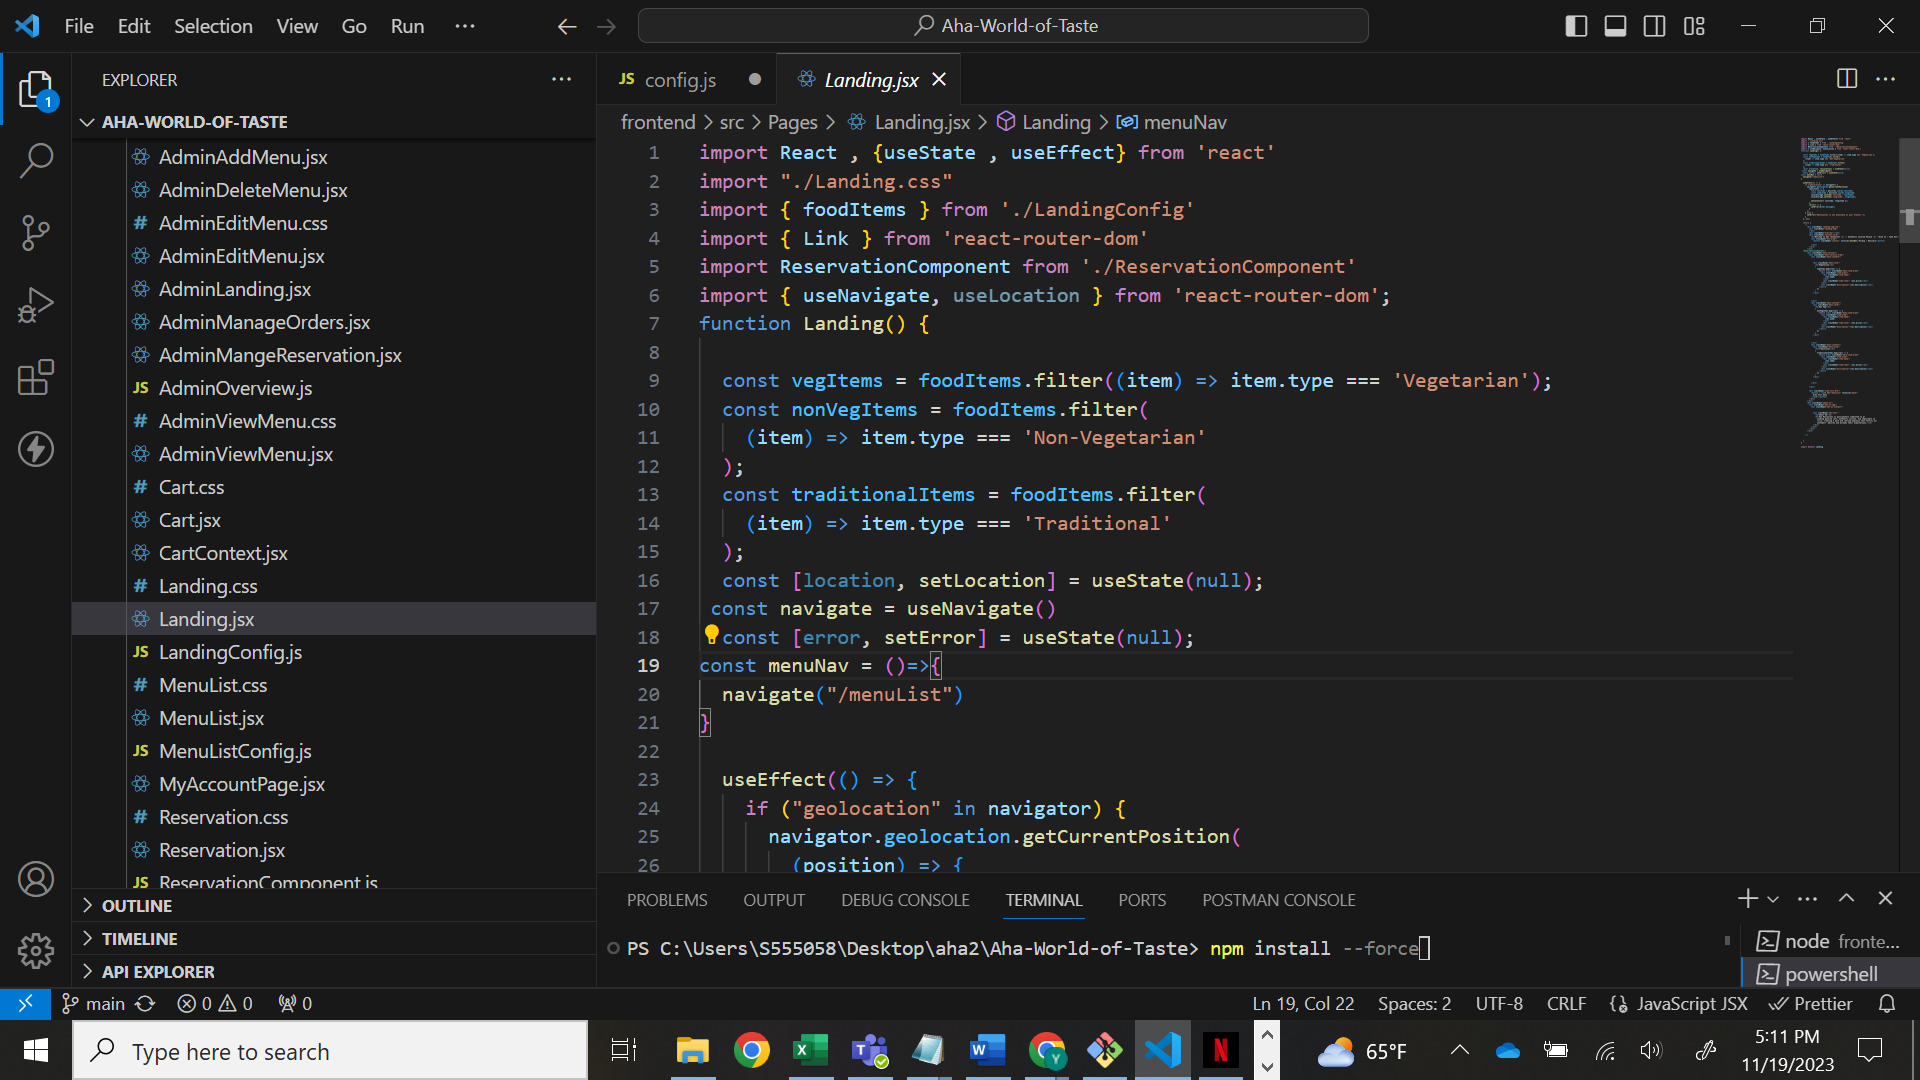 File Edit Selection View Go Run ···
Aha-World-of-Taste
EXPLORER
1
AHA-WORLD-OF-TASTE
AdminAddMenu.jsx
AdminDeleteMenu.jsx
# AdminEditMenu.css
AdminEditMenu.jsx
AdminLanding.jsx
AdminManageOrders.jsx
AdminMangeReservation.jsx
JS AdminOverview.js
# AdminViewMenu.css
AdminViewMenu.jsx
# Cart.css
Cart.jsx
CartContext.jsx
# Landing.css
Landing.jsx
JS LandingConfig.js
# MenuList.css
MenuList.jsx
JS MenuListConfig.js
MyAccountPage.jsx
# Reservation.css
Reservation.jsx
JS ReservationComponent.js
OUTLINE
TIMELINE
API EXPLORER
JS config.js
Landing.jsx
frontend > src > Pages > Landing.jsx > Landing > menuNav
1 import React , {useState , useEffect} from 'react'
2 import "./Landing.css"
3 import { foodItems } from './LandingConfig'
4 import { Link } from 'react-router-dom'
5 import ReservationComponent from './ReservationComponent'
6 import { useNavigate, useLocation } from 'react-router-dom';
7 function Landing() {
8
9 const vegItems = foodItems.filter((item) => item.type === 'Vegetarian');
10 const nonVegItems = foodItems.filter(
11 (item) => item.type === 'Non-Vegetarian'
12 );
13 const traditionalItems = foodItems.filter(
14 (item) => item.type === 'Traditional'
15 );
16 const [location, setLocation] = useState(null);
17 const navigate = useNavigate()
18 const [error, setError] = useState(null);
19 const menuNav = ()=>{
20 navigate("/menuList")
21 }
22
23 useEffect(() => {
24 if ("geolocation" in navigator) {
25 navigator.geolocation.getCurrentPosition(
26 (position) => {
PROBLEMS OUTPUT DEBUG CONSOLE TERMINAL PORTS POSTMAN CONSOLE
PS C:\Users\S555058\Desktop\aha2\Aha-World-of-Taste> npm install --force
node fronte...
powershell
main 0 0 0
Ln 19, Col 22 Spaces: 2 UTF-8 CRLF JavaScript JSX Prettier
Type here to search
65°F
5:11 PM
11/19/2023